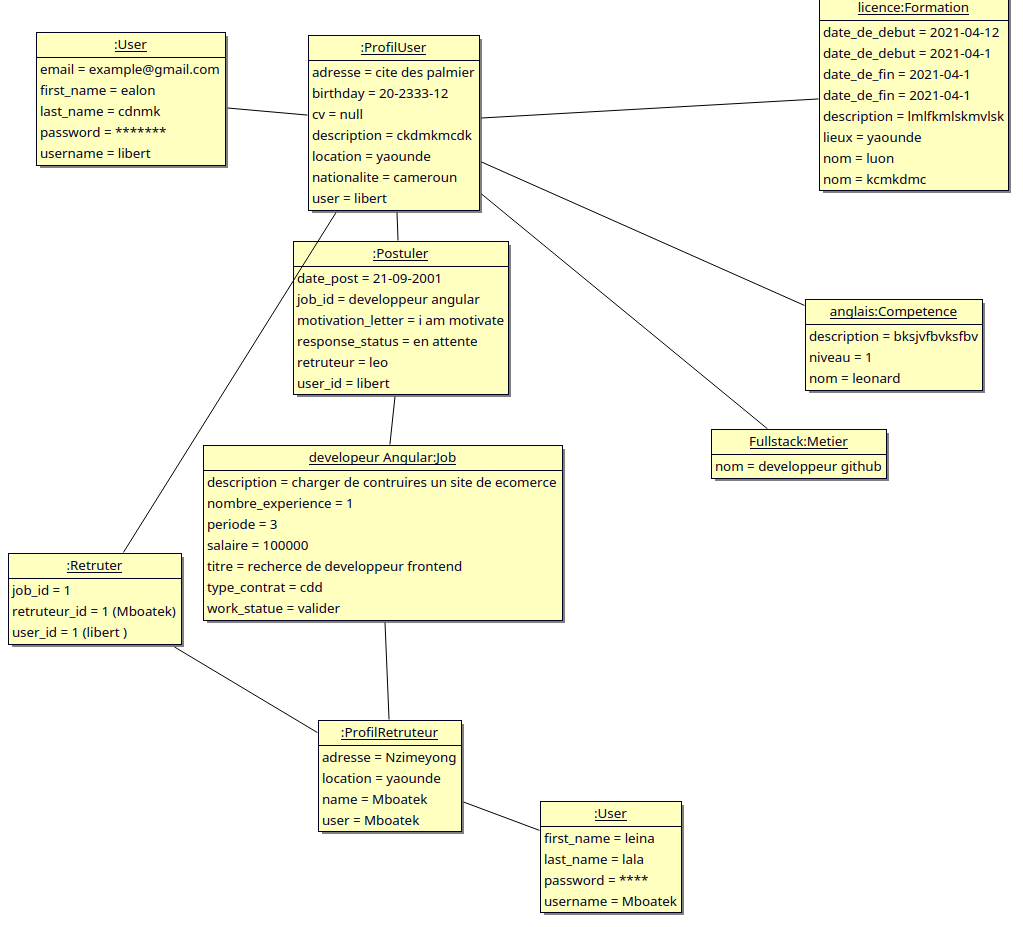 :User
email = example@gmail.com
first_name = ealon
last_name = cdnmk
password = *******
username = libert
:ProfilUser
adresse = cite des palmier
birthday = 20-2333-12
cv = null
description = ckdmkmcdk
location = yaounde
nationalite = cameroun
user = libert
licence:Formation
date_de_debut = 2021-04-12
date_de_debut = 2021-04-1
date_de_fin = 2021-04-1
date_de_fin = 2021-04-1
description = lmlfkmlskmvlsk
lieux = yaounde
nom = luon
nom = kcmkdmc
:Postuler
date_post = 21-09-2001
job_id = developpeur angular
motivation_letter = i am motivate
response_status = en attente
retruteur = leo
user_id = libert
anglais:Competence
description = bksjvfbvksfbv
niveau = 1
nom = leonard
Fullstack:Metier
nom = developpeur github
developeur Angular:Job
description = charger de contruires un site de ecomerce
nombre_experience = 1
periode = 3
salaire = 100000
titre = recherce de developpeur frontend
type_contrat = cdd
work_statue = valider
:Retruter
job_id = 1
retruteur_id = 1 (Mboatek)
user_id = 1 (libert )
:ProfilRetruteur
adresse = Nzimeyong
location = yaounde
name = Mboatek
user = Mboatek
:User
first_name = leina
last_name = lala
password = ****
username = Mboatek